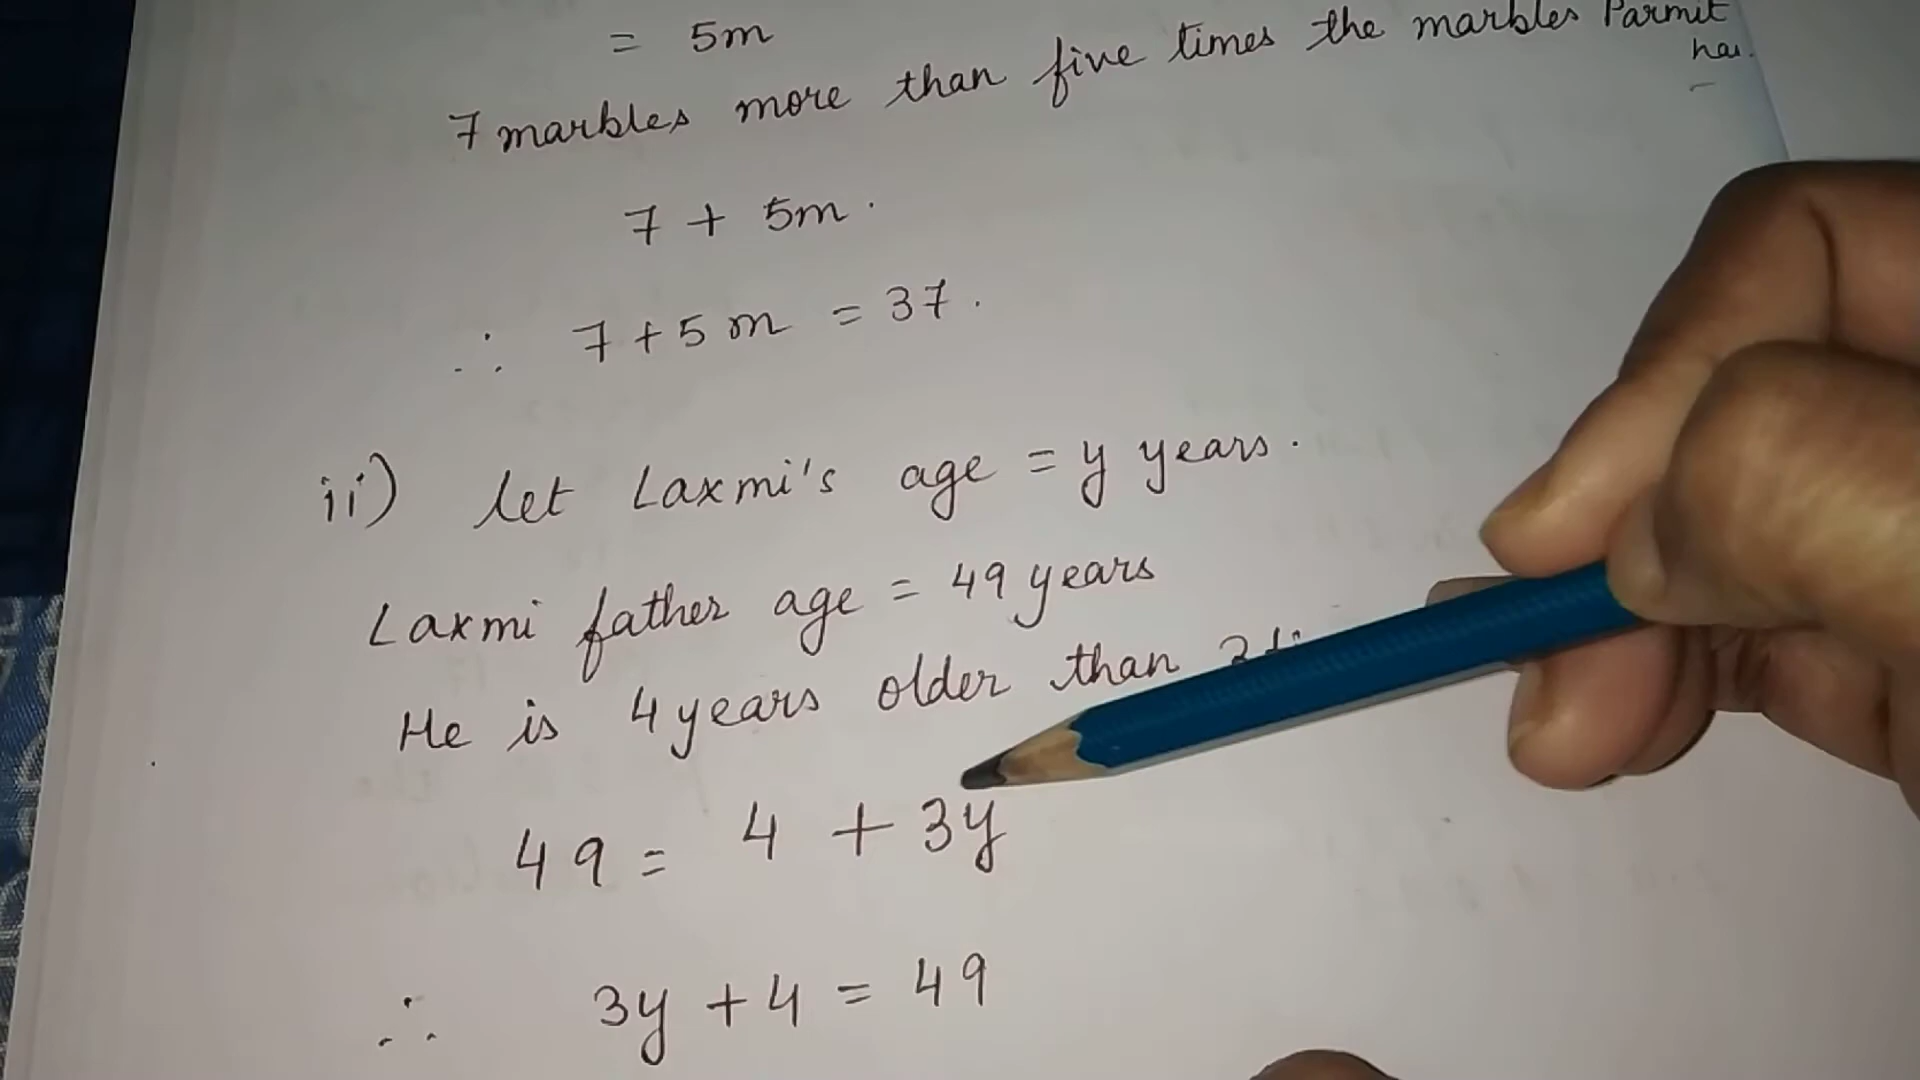 = 5m
7 marbles more than five times the marbles Parmit
has.
7 + 5m.
∴ 7 + 5m = 37.
ii) let Laxmi's age = y years.
Laxmi father age = 49 years
He is 4 years older than
49 = 4 + 3y
∴ 3y + 4 = 49